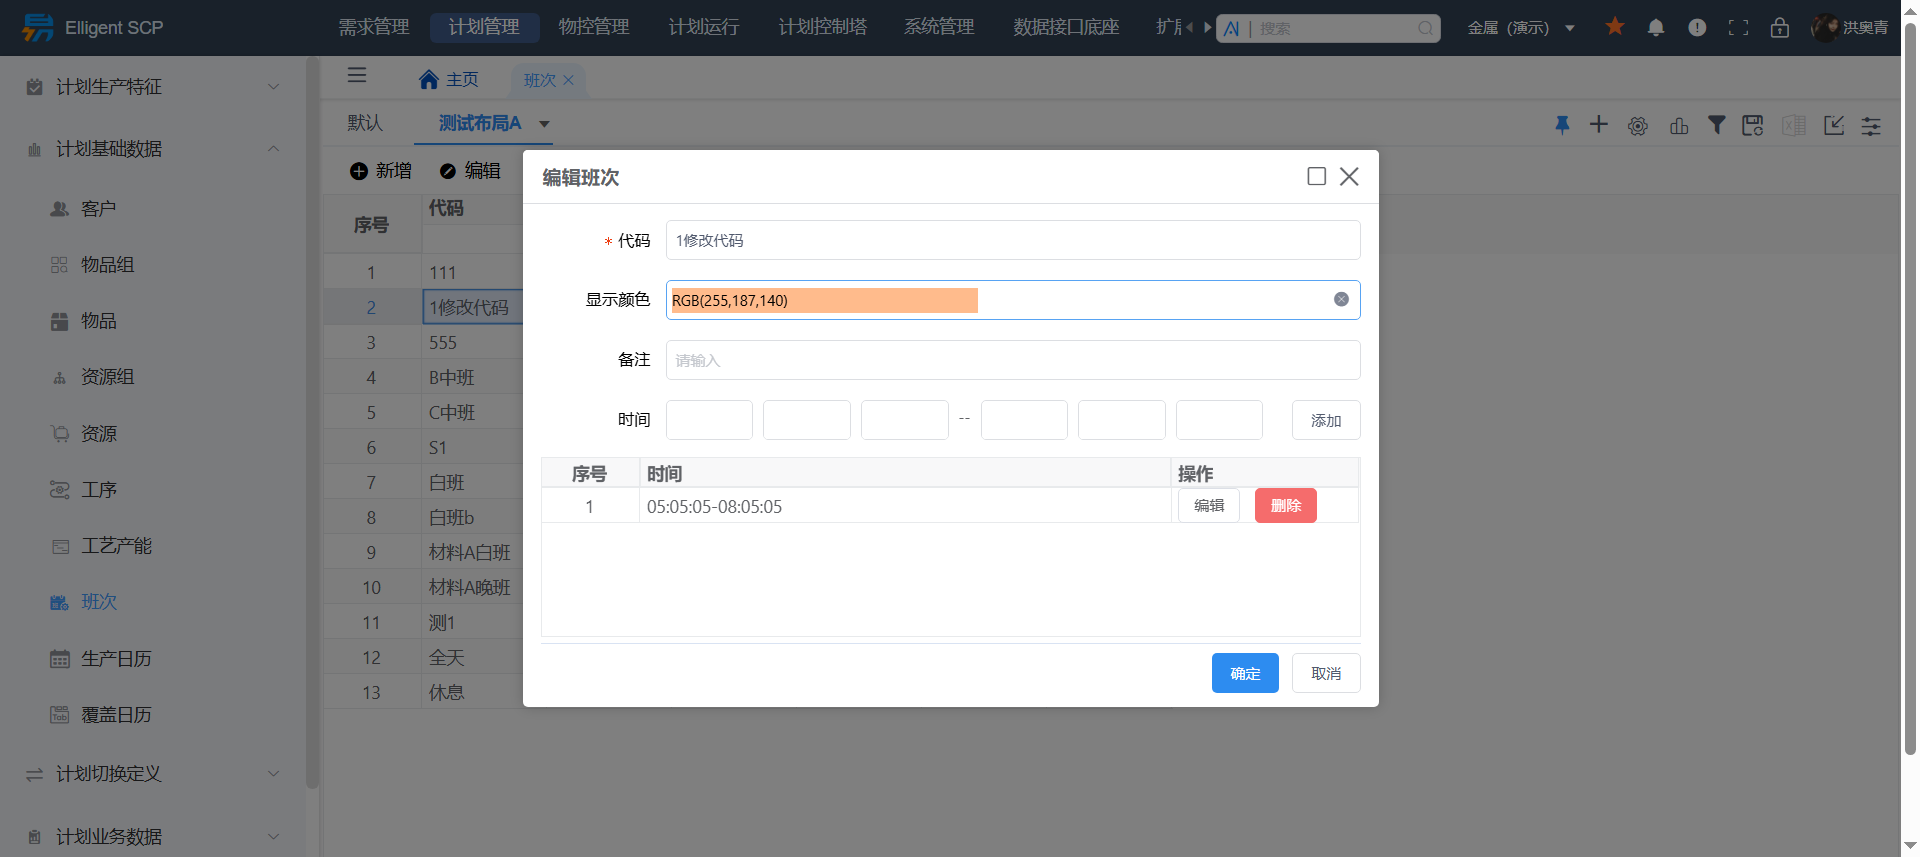 Elligent SCP
需求管理 计划管理 物控管理 计划运行 计划控制塔 系统管理 数据接口底座
搜索
金属（演示）
洪奥青
计划生产特征
计划基础数据
客户
物品组
物品
资源组
资源
工序
工艺产能
班次
生产日历
覆盖日历
计划切换定义
计划业务数据
主页 班次
默认 测试布局A
新增 编辑
序号 代码
1 111
2 1修改代码
3 555
4 B中班
5 C中班
6 S1
7 白班
8 白班b
9 材料A白班
10 材料A晚班
11 测1
12 全天
13 休息
编辑班次
* 代码 1修改代码
显示颜色 RGB(255,187,140)
备注 请输入
时间 -- 添加
序号 时间 操作
1 05:05:05-08:05:05 编辑 删除
确定 取消